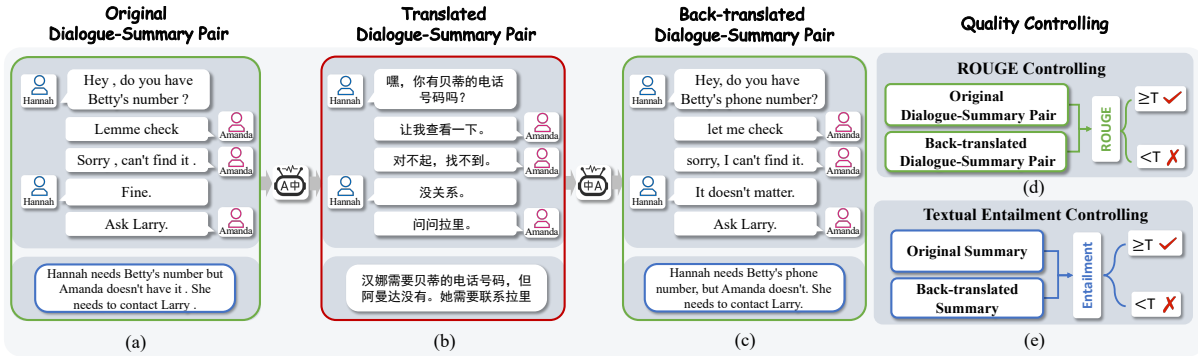 Original
Dialogue-Summary Pair
Hannah
Hey , do you have
Betty's number ?
Lemme check
Amanda
Sorry , can't find it .
Amanda
Hannah
Fine.
Ask Larry.
Amanda
Hannah needs Betty's number but
Amanda doesn't have it . She
needs to contact Larry .
(a)
A中
Translated
Dialogue-Summary Pair
Hannah
嘿，你有贝蒂的电话
号码吗？
让我查看一下。
Amanda
对不起，找不到。
Amanda
Hannah
没关系。
问问拉里。
Amanda
汉娜需要贝蒂的电话号码，但
阿曼达没有。她需要联系拉里
(b)
中A
Back-translated
Dialogue-Summary Pair
Hannah
Hey, do you have
Betty's phone number?
let me check
Amanda
sorry, I can't find it.
Amanda
Hannah
It doesn't matter.
Ask Larry.
Amanda
Hannah needs Betty's phone
number, but Amanda doesn't. She
needs to contact Larry.
(c)
Quality Controlling
ROUGE Controlling
Original
Dialogue-Summary Pair
Back-translated
Dialogue-Summary Pair
ROUGE
≥T ✓
<T ✗
(d)
Textual Entailment Controlling
Original Summary
Back-translated
Summary
Entailment
≥T ✓
<T ✗
(e)